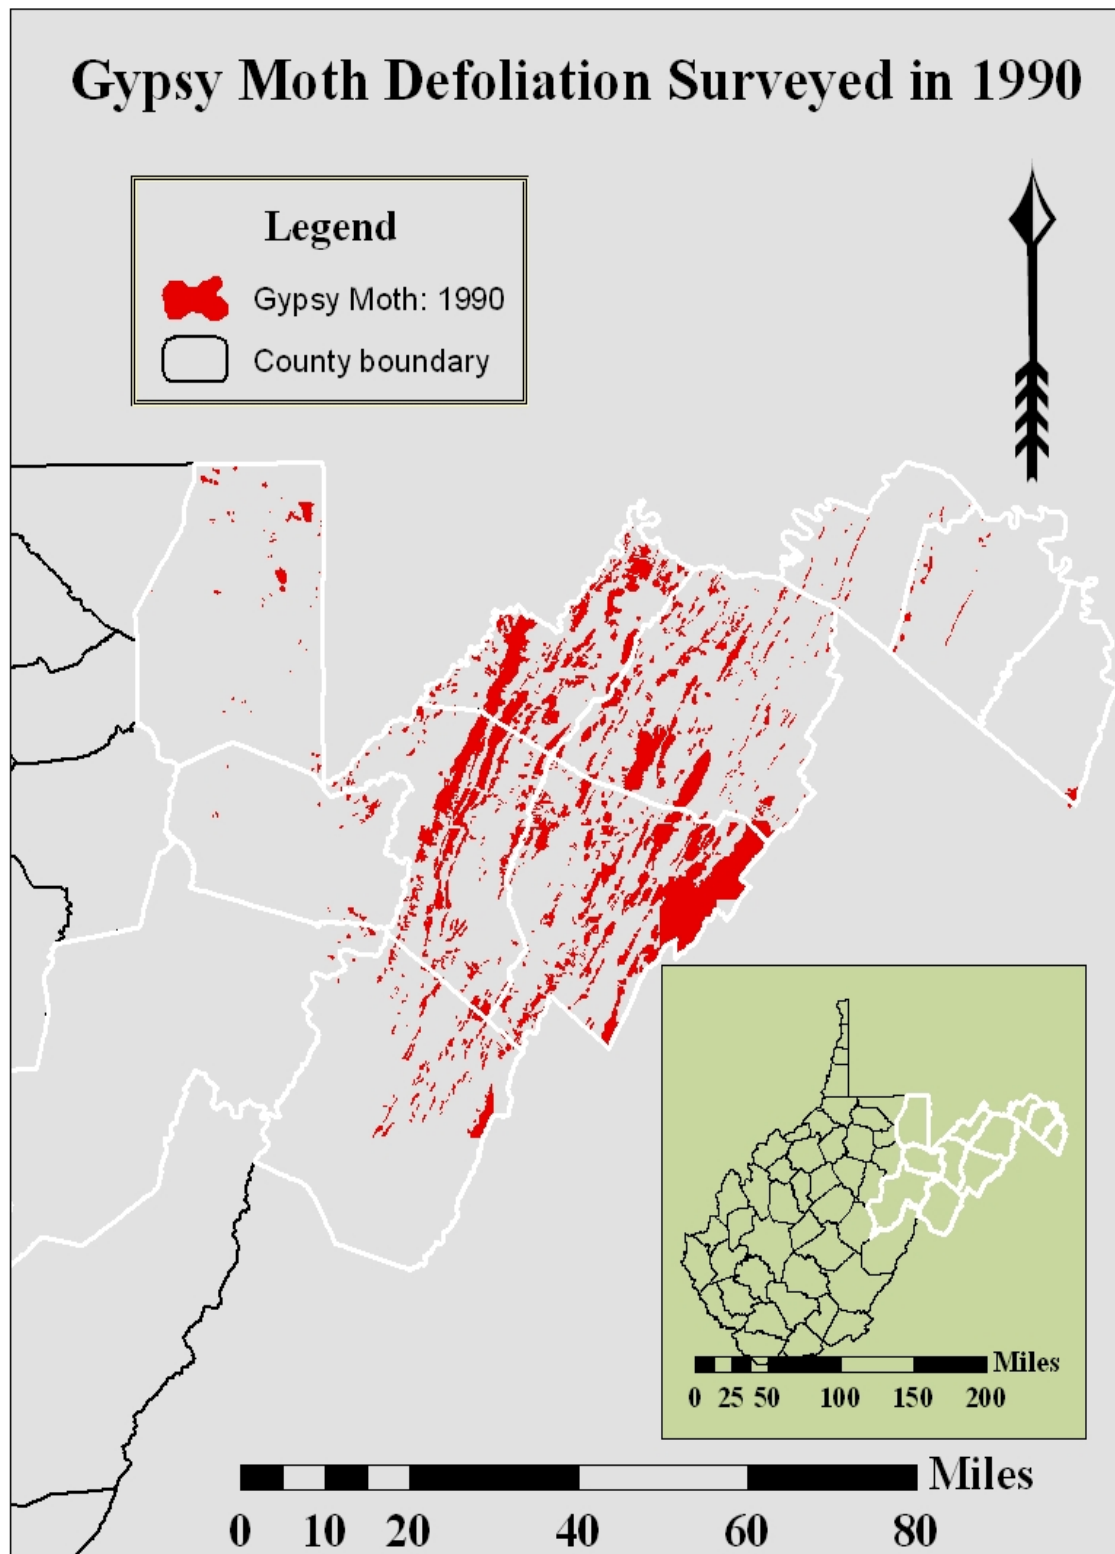 Gypsy Moth Defoliation Surveyed in 1990
Legend
Gypsy Moth: 1990
County boundary
Miles
0 25 50 100 150 200
Miles
0 10 20 40 60 80